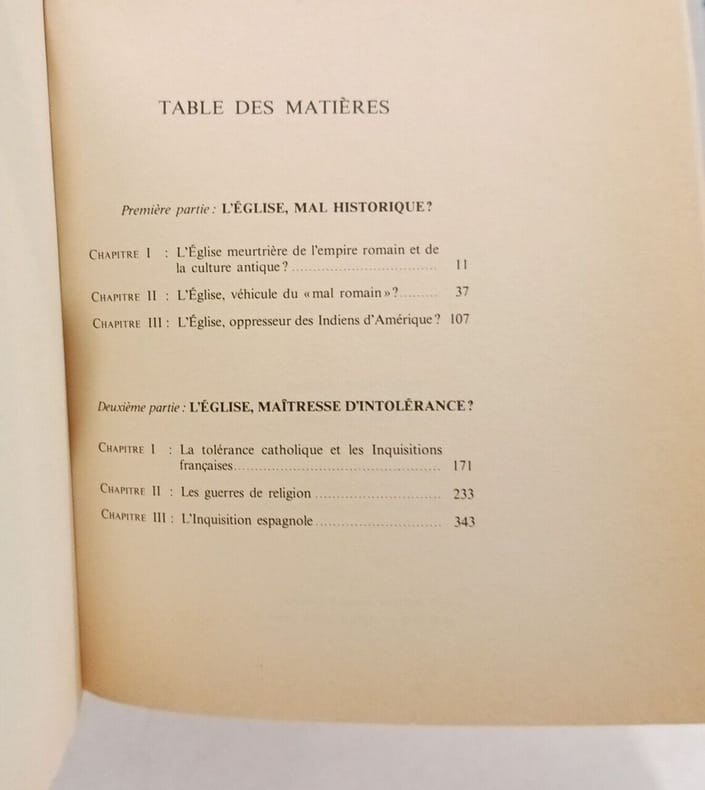 TABLE DES MATIÈRES
Première partie : L'ÉGLISE, MAL HISTORIQUE ?
CHAPITRE I : L'Église meurtrière de l'empire romain et de
la culture antique ? .................................. 11
CHAPITRE II : L'Église, véhicule du « mal romain » ? ......... 37
CHAPITRE III : L'Église, oppresseur des Indiens d'Amérique ? 107
Deuxième partie : L'ÉGLISE, MAÎTRESSE D'INTOLÉRANCE ?
CHAPITRE I : La tolérance catholique et les Inquisitions
françaises .................................. 171
CHAPITRE II : Les guerres de religion ............................ 233
CHAPITRE III : L'Inquisition espagnole ............................ 343